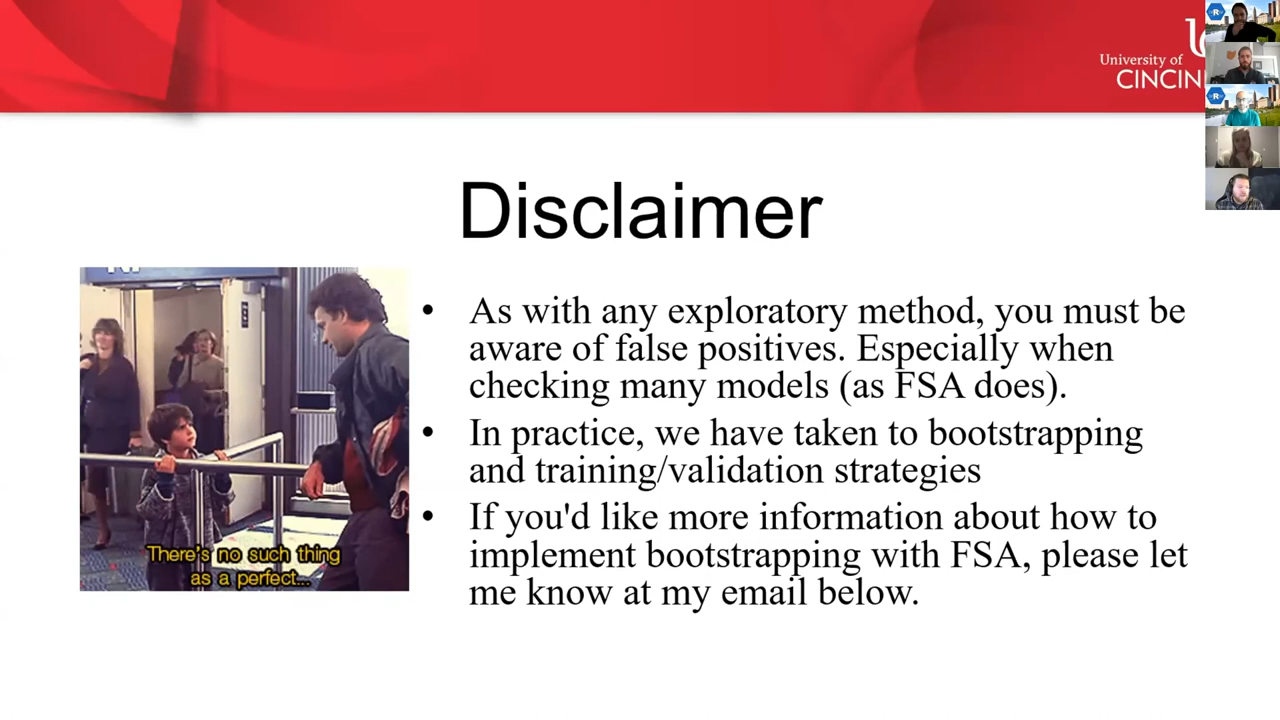 University of
CINCIN
Disclaimer
• As with any exploratory method, you must be
aware of false positives. Especially when
checking many models (as FSA does).
• In practice, we have taken to bootstrapping
and training/validation strategies
• If you'd like more information about how to
implement bootstrapping with FSA, please let
me know at my email below.
There's no such thing
as a perfect...
R
R